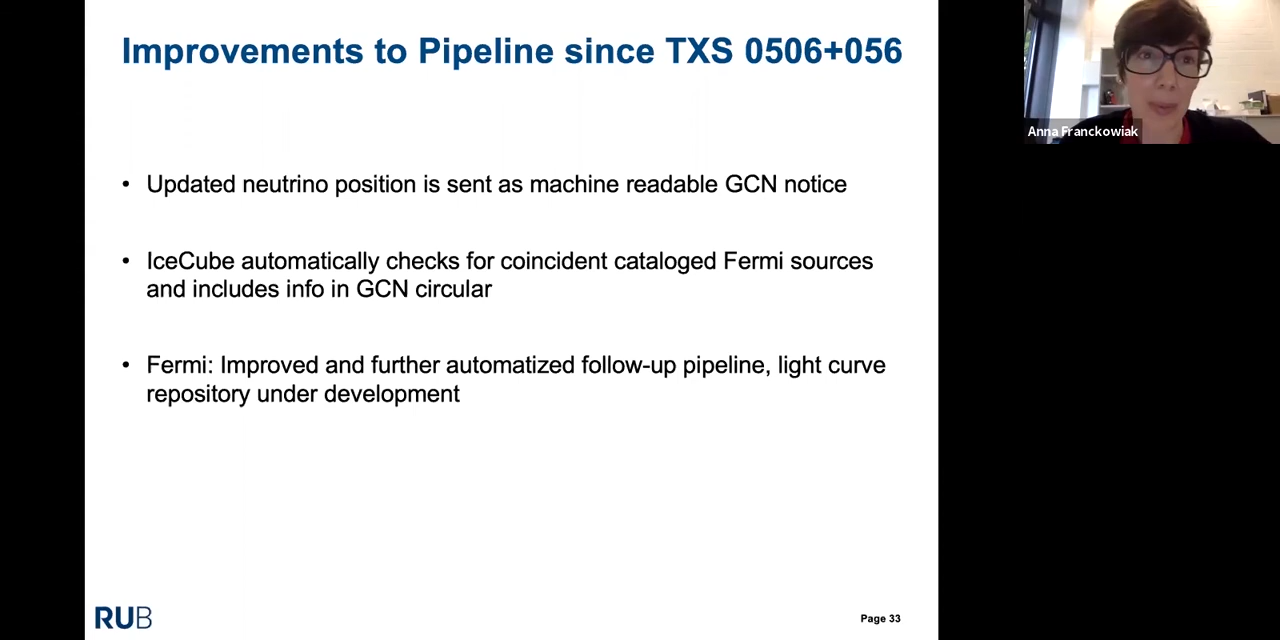 Improvements to Pipeline since TXS 0506+056
Anna Franckowiak
• Updated neutrino position is sent as machine readable GCN notice
• IceCube automatically checks for coincident cataloged Fermi sources
and includes info in GCN circular
• Fermi: Improved and further automatized follow-up pipeline, light curve
repository under development
RUB
Page 33